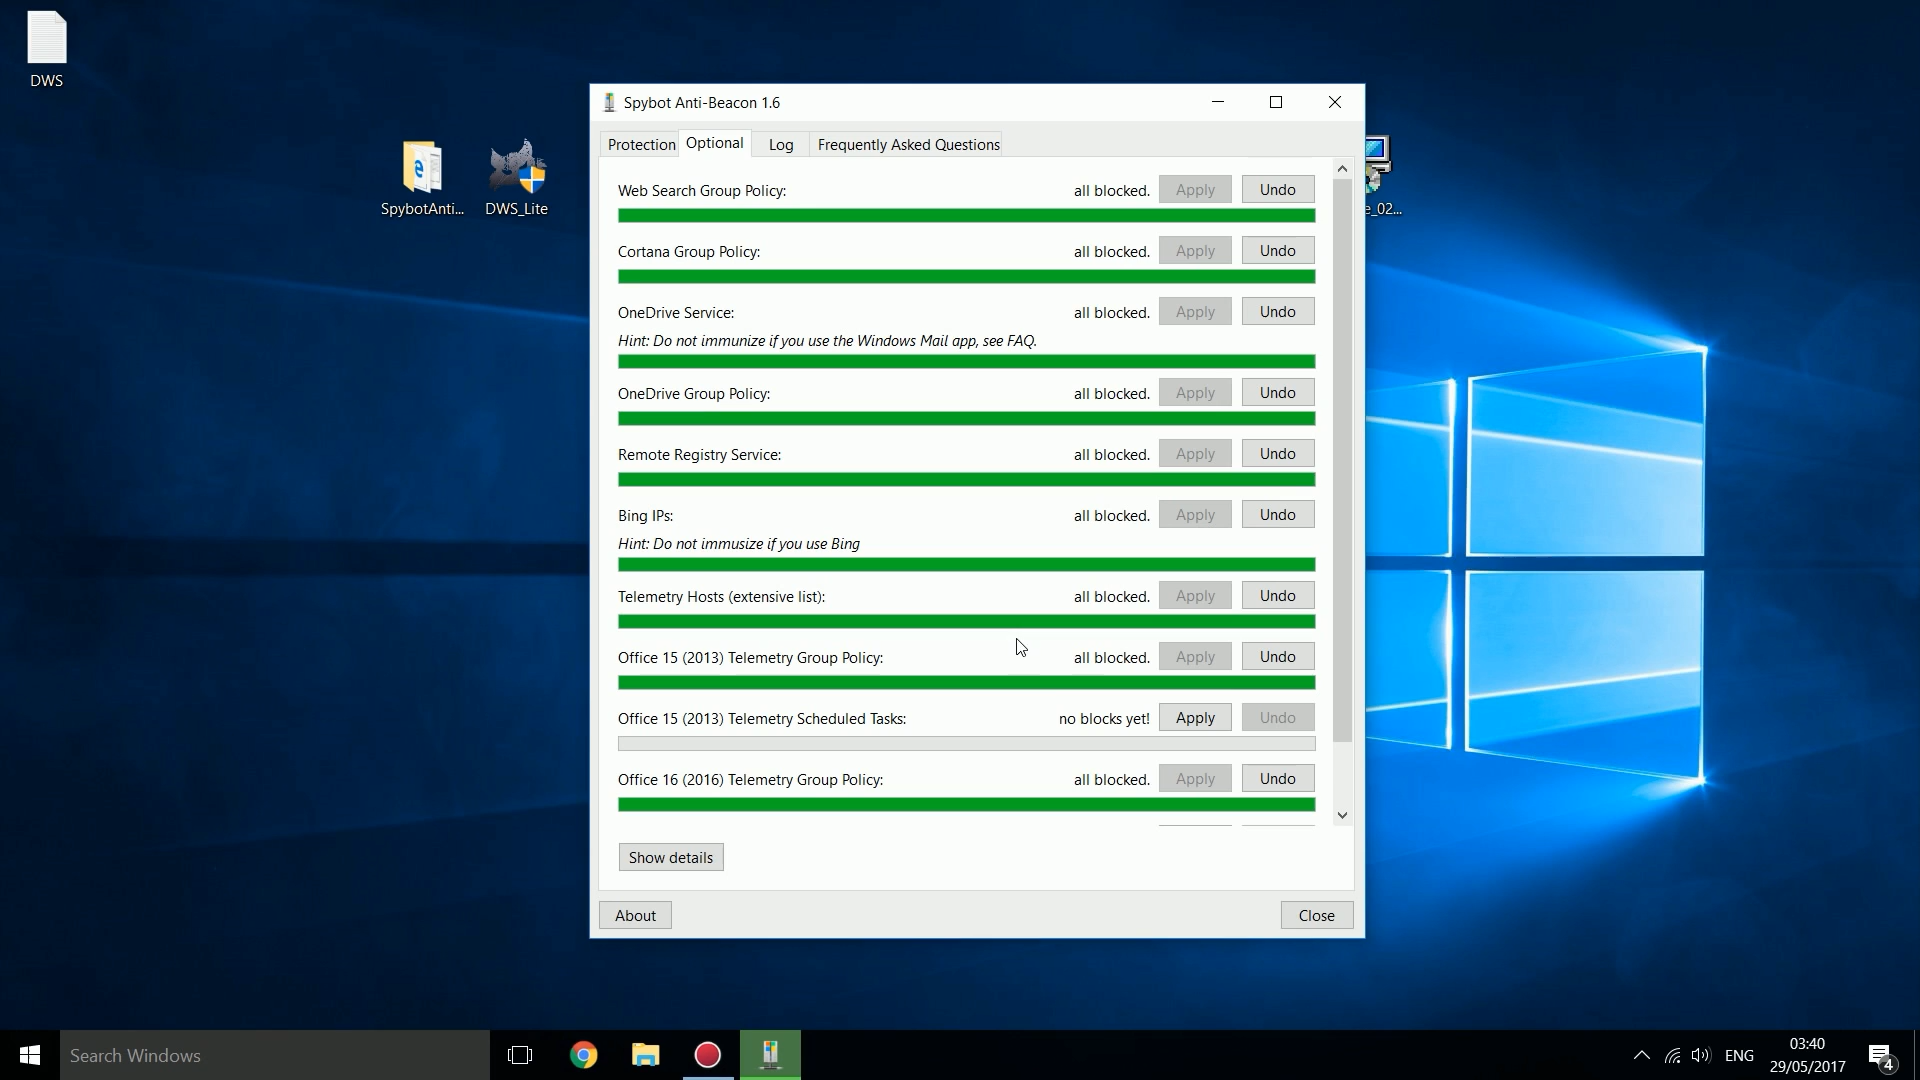 DWS
SpybotAnti...
DWS_Lite
e_02...
Spybot Anti-Beacon 1.6
Protection
Optional
Log
Frequently Asked Questions
Web Search Group Policy:
all blocked.
Apply
Undo
Cortana Group Policy:
all blocked.
Apply
Undo
OneDrive Service:
all blocked.
Apply
Undo
Hint: Do not immunize if you use the Windows Mail app, see FAQ.
OneDrive Group Policy:
all blocked.
Apply
Undo
Remote Registry Service:
all blocked.
Apply
Undo
Bing IPs:
all blocked.
Apply
Undo
Hint: Do not immusize if you use Bing
Telemetry Hosts (extensive list):
all blocked.
Apply
Undo
Office 15 (2013) Telemetry Group Policy:
all blocked.
Apply
Undo
Office 15 (2013) Telemetry Scheduled Tasks:
no blocks yet!
Apply
Undo
Office 16 (2016) Telemetry Group Policy:
all blocked.
Apply
Undo
Show details
About
Close
Search Windows
ENG
03:40
29/05/2017
4